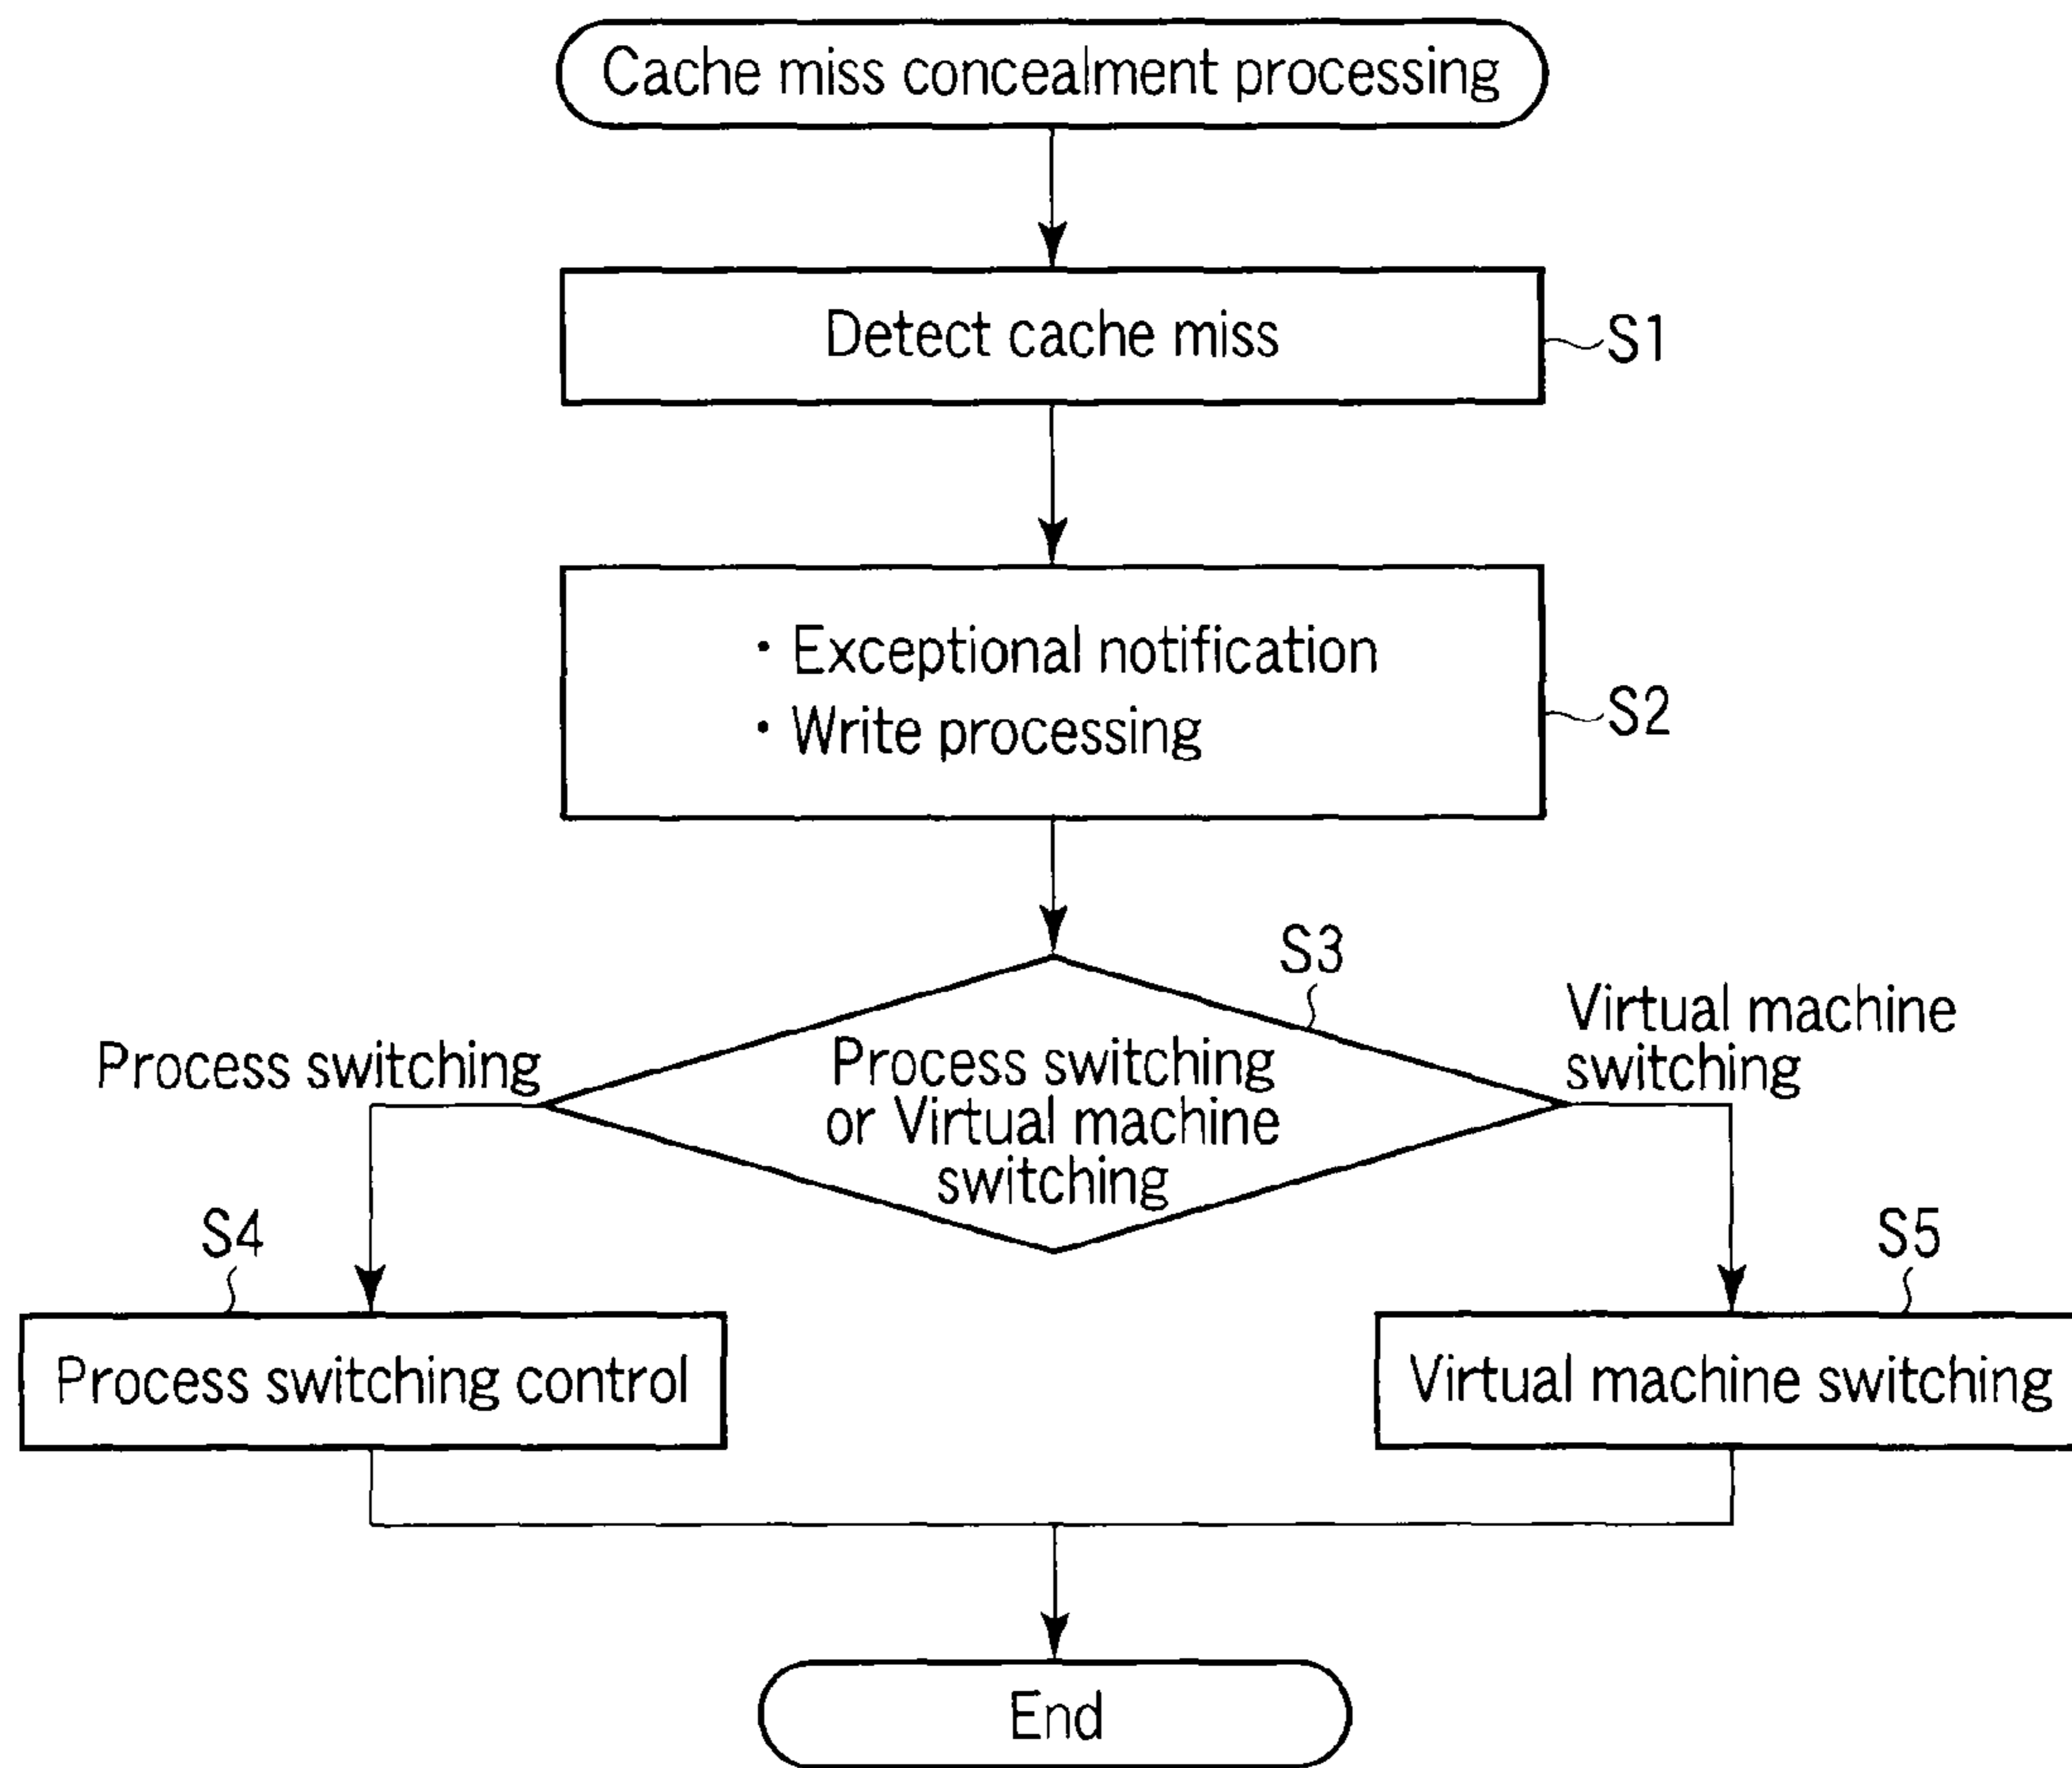 Cache miss concealment processing
Detect cache miss
S1
・Exceptional notification
・Write processing
S2
S3
Process switching
or Virtual machine
switching
Process switching
Virtual machine
switching
S4
Process switching control
S5
Virtual machine switching
End